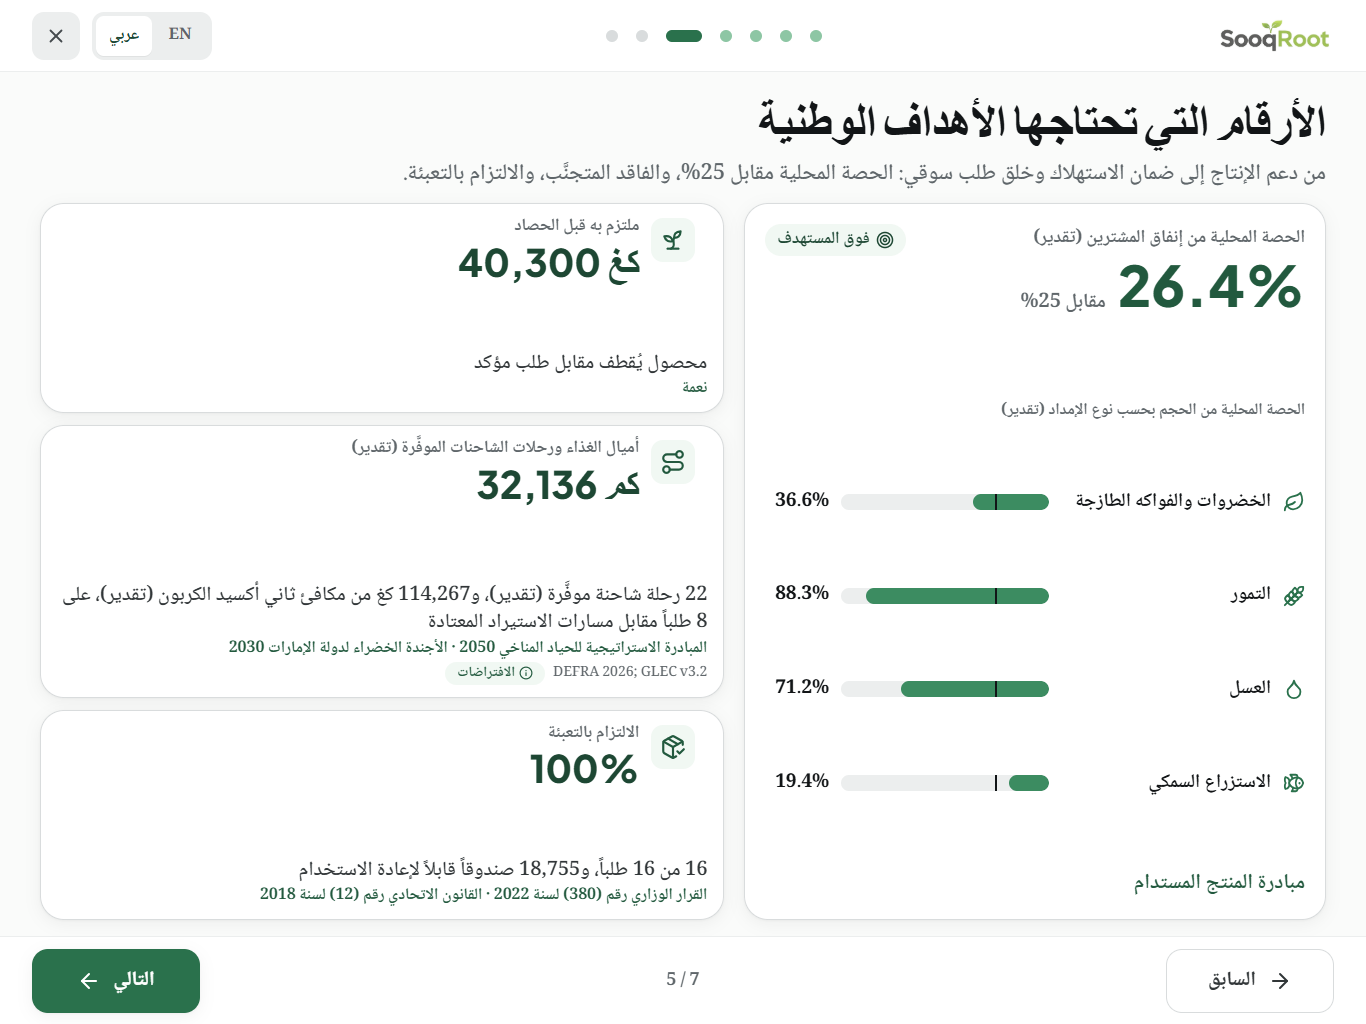 SooqRoot
EN
عربي
الأرقام التي تحتاجها الأهداف الوطنية
من دعم الإنتاج إلى ضمان الاستهلاك وخلق طلب سوقي: الحصة المحلية مقابل 25%، والفاقد المتجنَّب، والالتزام بالتعبئة.
الحصة المحلية من إنفاق المشترين (تقدير)
فوق المستهدف
26.4%
مقابل 25%
الحصة المحلية من الحجم بحسب نوع الإمداد (تقدير)
الخضروات والفواكه الطازجة
36.6%
التمور
88.3%
العسل
71.2%
الاستزراع السمكي
19.4%
مبادرة المنتج المستدام
ملتزم به قبل الحصاد
40,300 كغ
محصول يُقطف مقابل طلب مؤكد
نعمة
أميال الغذاء ورحلات الشاحنات الموفَّرة (تقدير)
32,136 كم
22 رحلة شاحنة موفَّرة (تقدير)، و114,267 كغ من مكافئ ثاني أكسيد الكربون (تقدير)، على
8 طلباً مقابل مسارات الاستيراد المعتادة
المبادرة الاستراتيجية للحياد المناخي 2050 · الأجندة الخضراء لدولة الإمارات 2030
DEFRA 2026; GLEC v3.2
الافتراضات
الالتزام بالتعبئة
100%
16 من 16 طلباً، و18,755 صندوقاً قابلاً لإعادة الاستخدام
القرار الوزاري رقم (380) لسنة 2022 · القانون الاتحادي رقم (12) لسنة 2018
السابق
5 / 7
التالي